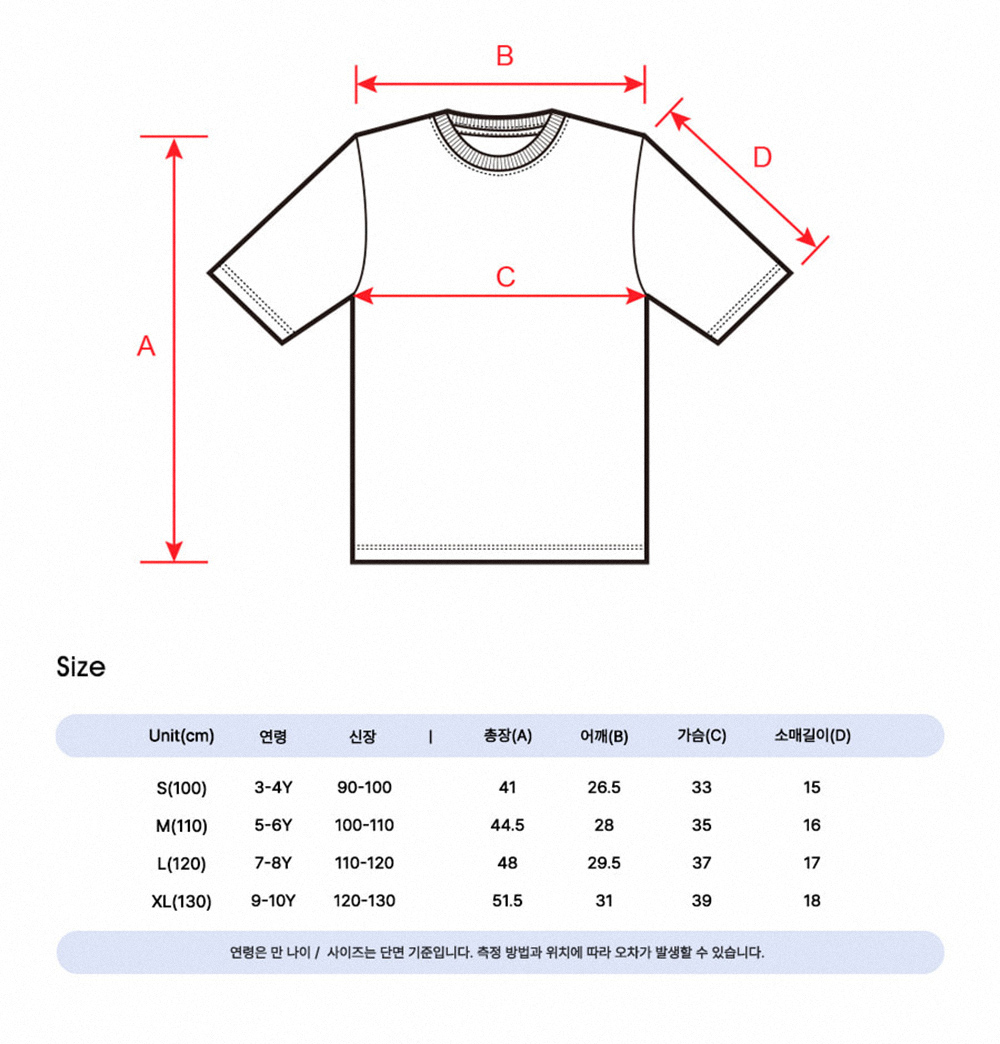 B
D
C
A
Size
Unit(cm) 연령 신장 | 총장(A) 어깨(B) 가슴(C) 소매길이(D)
S(100) 3-4Y 90-100 41 26.5 33 15
M(110) 5-6Y 100-110 44.5 28 35 16
L(120) 7-8Y 110-120 48 29.5 37 17
XL(130) 9-10Y 120-130 51.5 31 39 18
연령은 만 나이 / 사이즈는 단면 기준입니다. 측정 방법과 위치에 따라 오차가 발생할 수 있습니다.